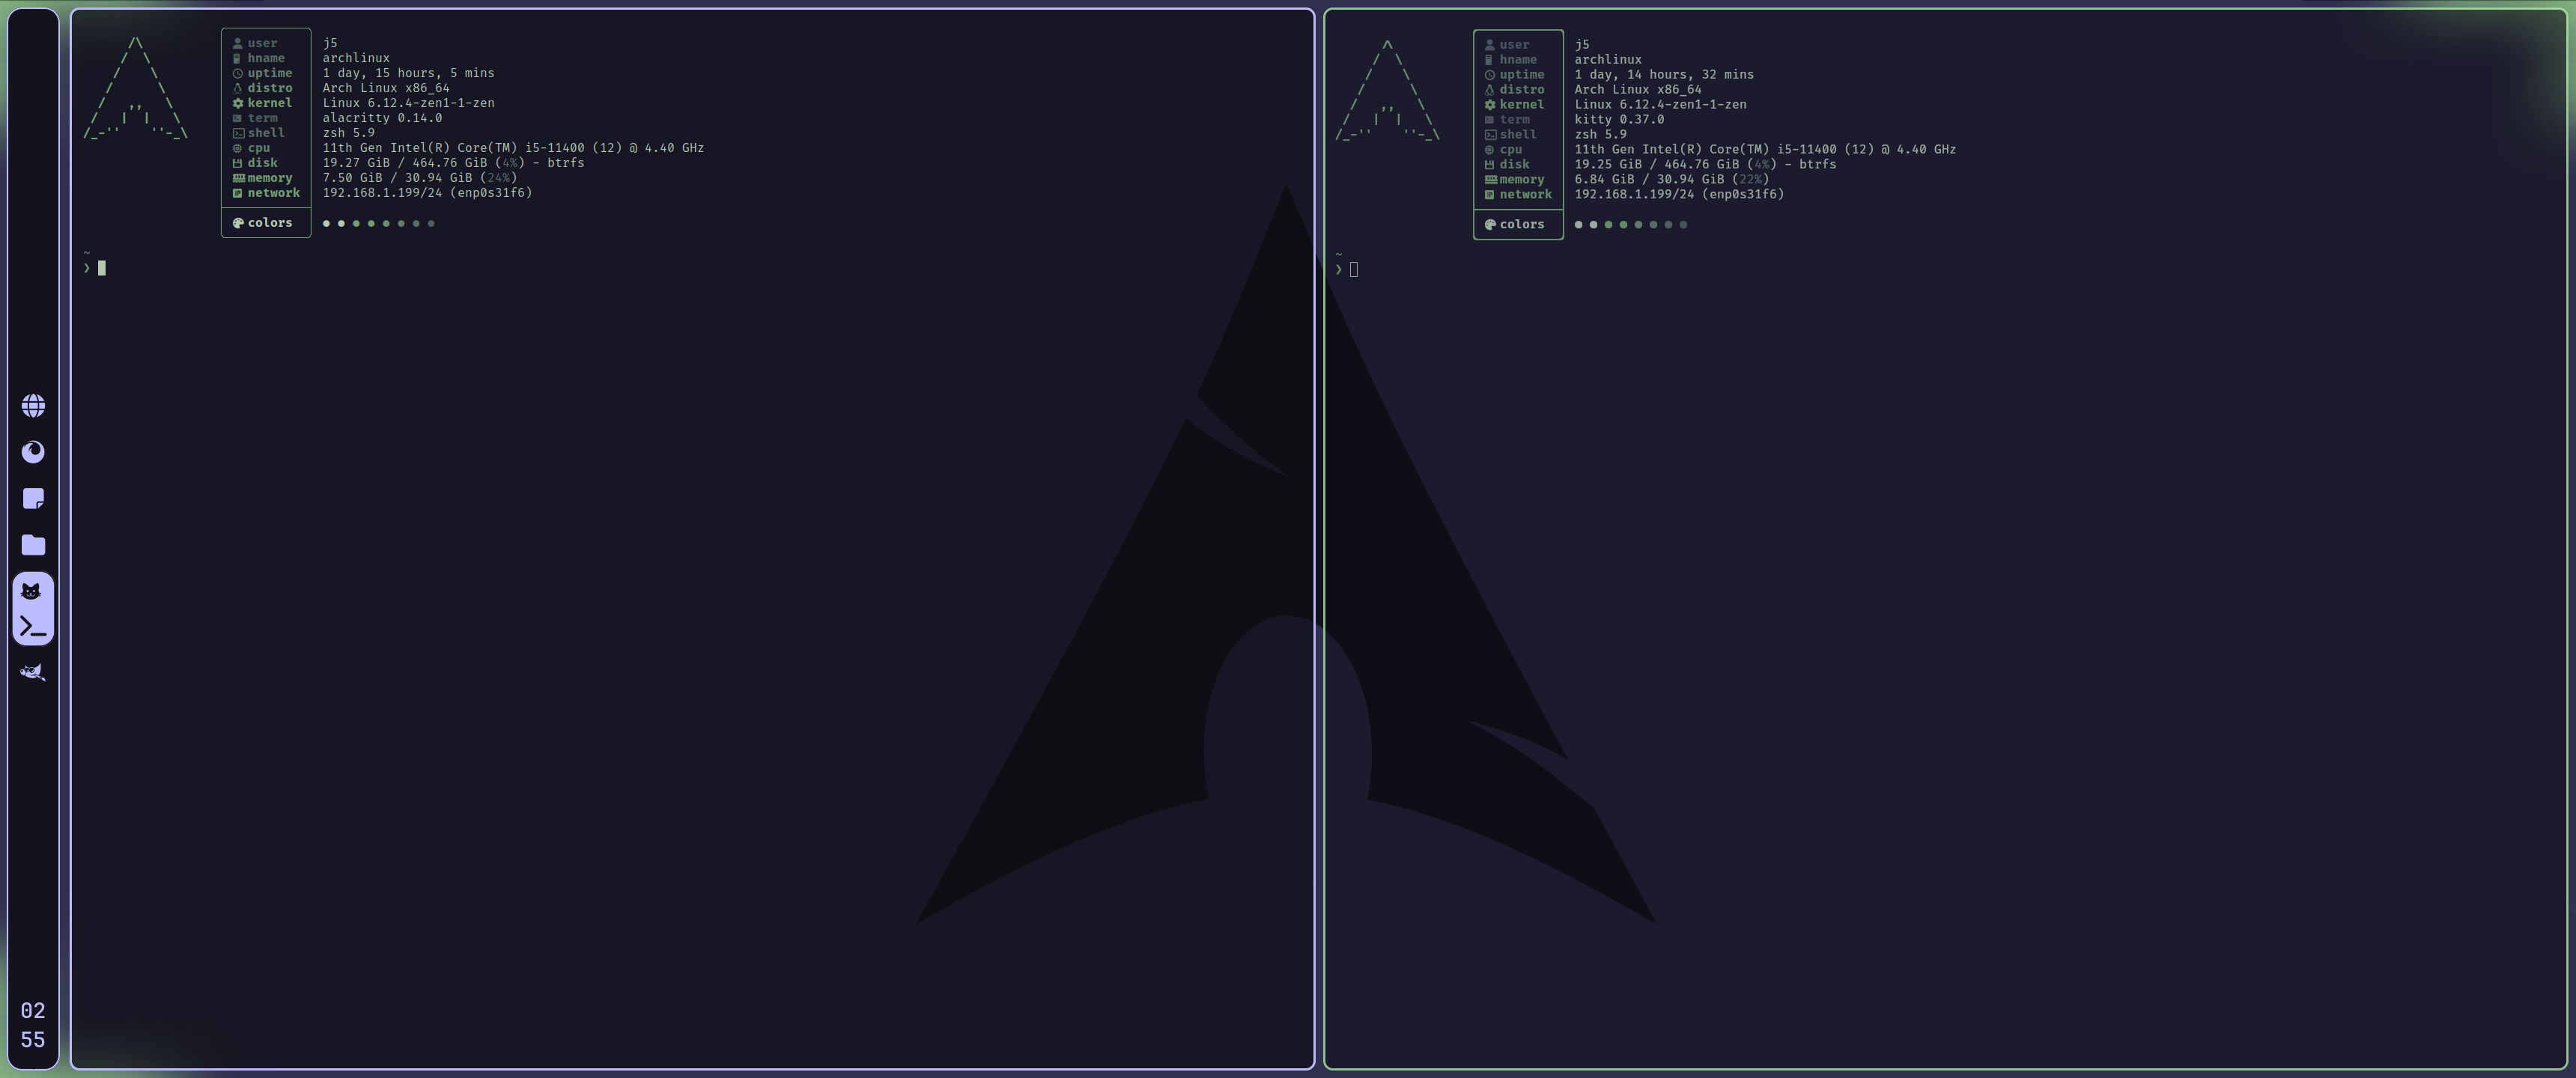 user j5
hname archlinux
uptime 1 day, 15 hours, 5 mins
distro Arch Linux x86_64
kernel Linux 6.12.4-zen1-1-zen
term alacritty 0.14.0
shell zsh 5.9
cpu 11th Gen Intel(R) Core(TM) i5-11400 (12) @ 4.40 GHz
disk 19.27 GiB / 464.76 GiB (4%) - btrfs
memory 7.50 GiB / 30.94 GiB (24%)
network 192.168.1.199/24 (enp0s31f6)
colors
~
❯
user j5
hname archlinux
uptime 1 day, 14 hours, 32 mins
distro Arch Linux x86_64
kernel Linux 6.12.4-zen1-1-zen
term kitty 0.37.0
shell zsh 5.9
cpu 11th Gen Intel(R) Core(TM) i5-11400 (12) @ 4.40 GHz
disk 19.25 GiB / 464.76 GiB (4%) - btrfs
memory 6.84 GiB / 30.94 GiB (22%)
network 192.168.1.199/24 (enp0s31f6)
colors
~
❯
02
55